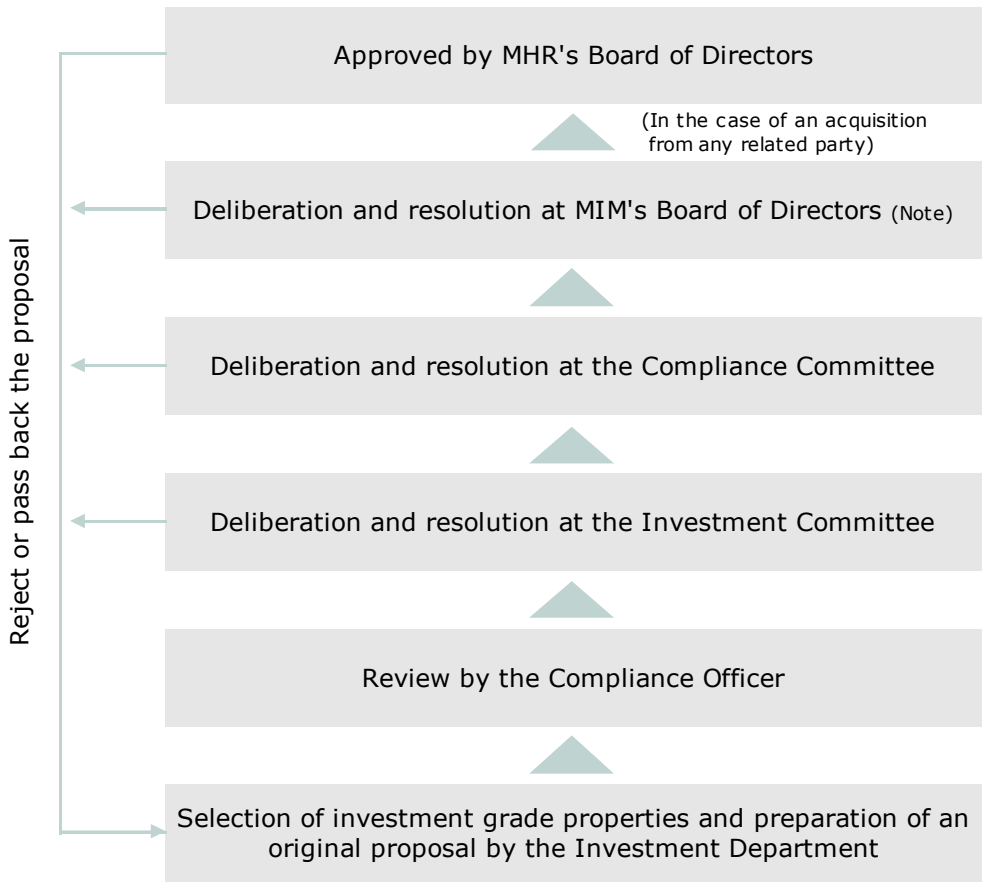 Approved by MHR's Board of Directors
(In the case of an acquisition
from any related party)
Deliberation and resolution at MIM's Board of Directors (Note)
Deliberation and resolution at the Compliance Committee
Deliberation and resolution at the Investment Committee
Review by the Compliance Officer
Selection of investment grade properties and preparation of an
original proposal by the Investment Department
Reject or pass back the proposal